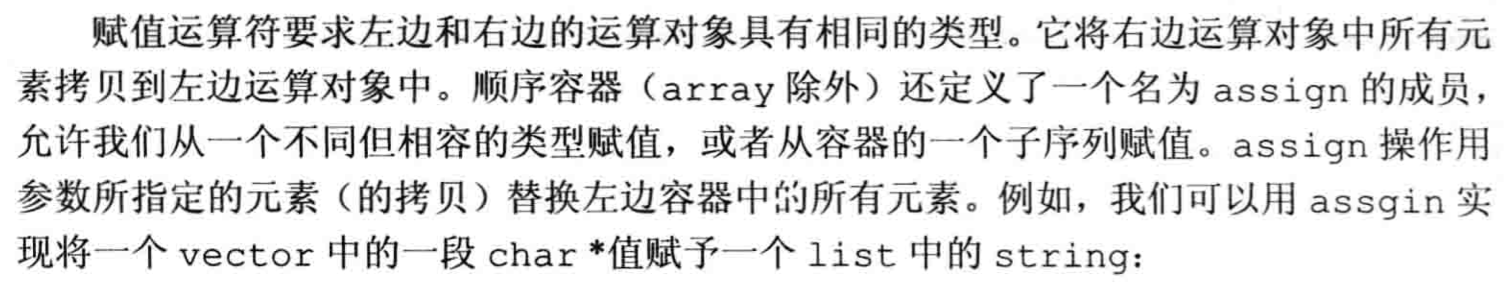 赋值运算符要求左边和右边的运算对象具有相同的类型。它将右边运算对象中所有元
素拷贝到左边运算对象中。顺序容器（array 除外）还定义了一个名为 assign 的成员，
允许我们从一个不同但相容的类型赋值，或者从容器的一个子序列赋值。assign 操作用
参数所指定的元素（的拷贝）替换左边容器中的所有元素。例如，我们可以用 assgin 实
现将一个 vector 中的一段 char *值赋予一个 list 中的 string：